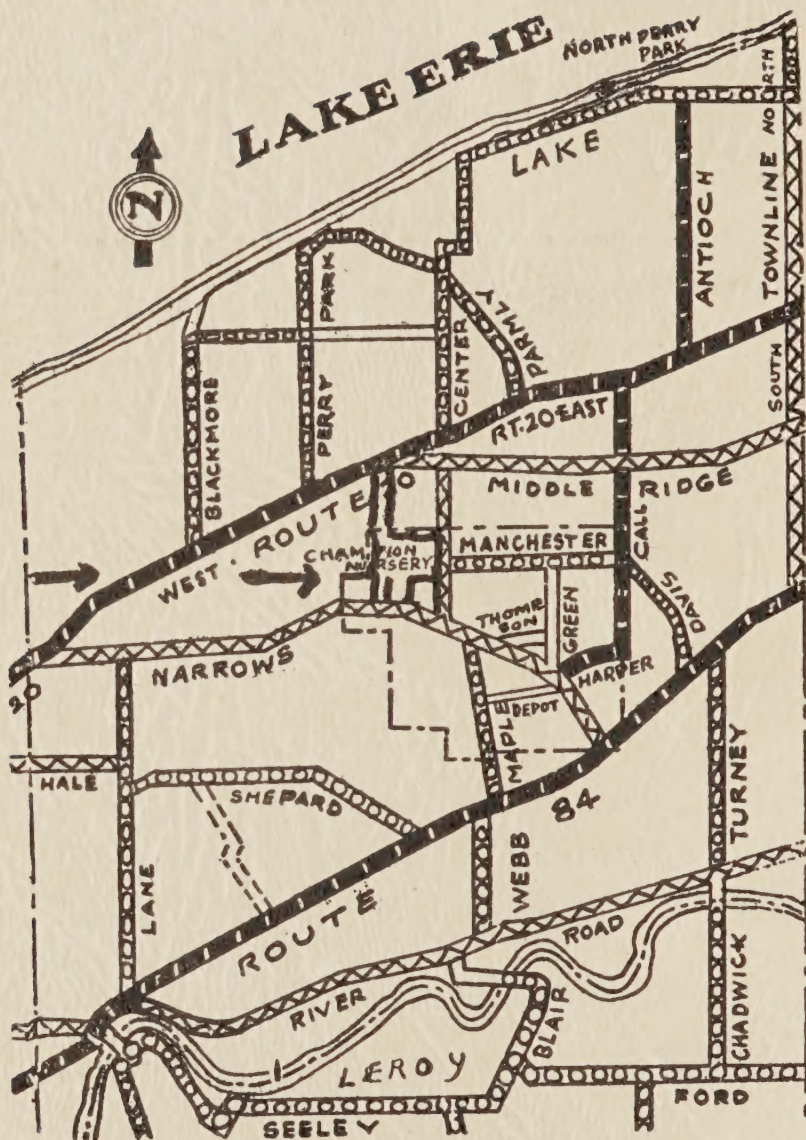 LAKE ERIE
NORTH PERRY
PARK
N
LAKE
NORTH
TOWNLINE
SOUTH
ANTIOCH
PARK
PERRY
BLACKMORE
CENTER
PARMLY
RT. 20-EAST
WEST - ROUTE
20
MIDDLE RIDGE
CHAMPION
NURSERY
MANCHESTER
CALL
DAVIS
THOMP
SON
GREEN
HARPER
NARROWS
20
DEPOT
MAPLE
HALE
SHEPARD
LANE
84
ROUTE
WEBB
TURNEY
RIVER ROAD
BLAIR
CHADWICK
LEROY
FORD
SEELEY